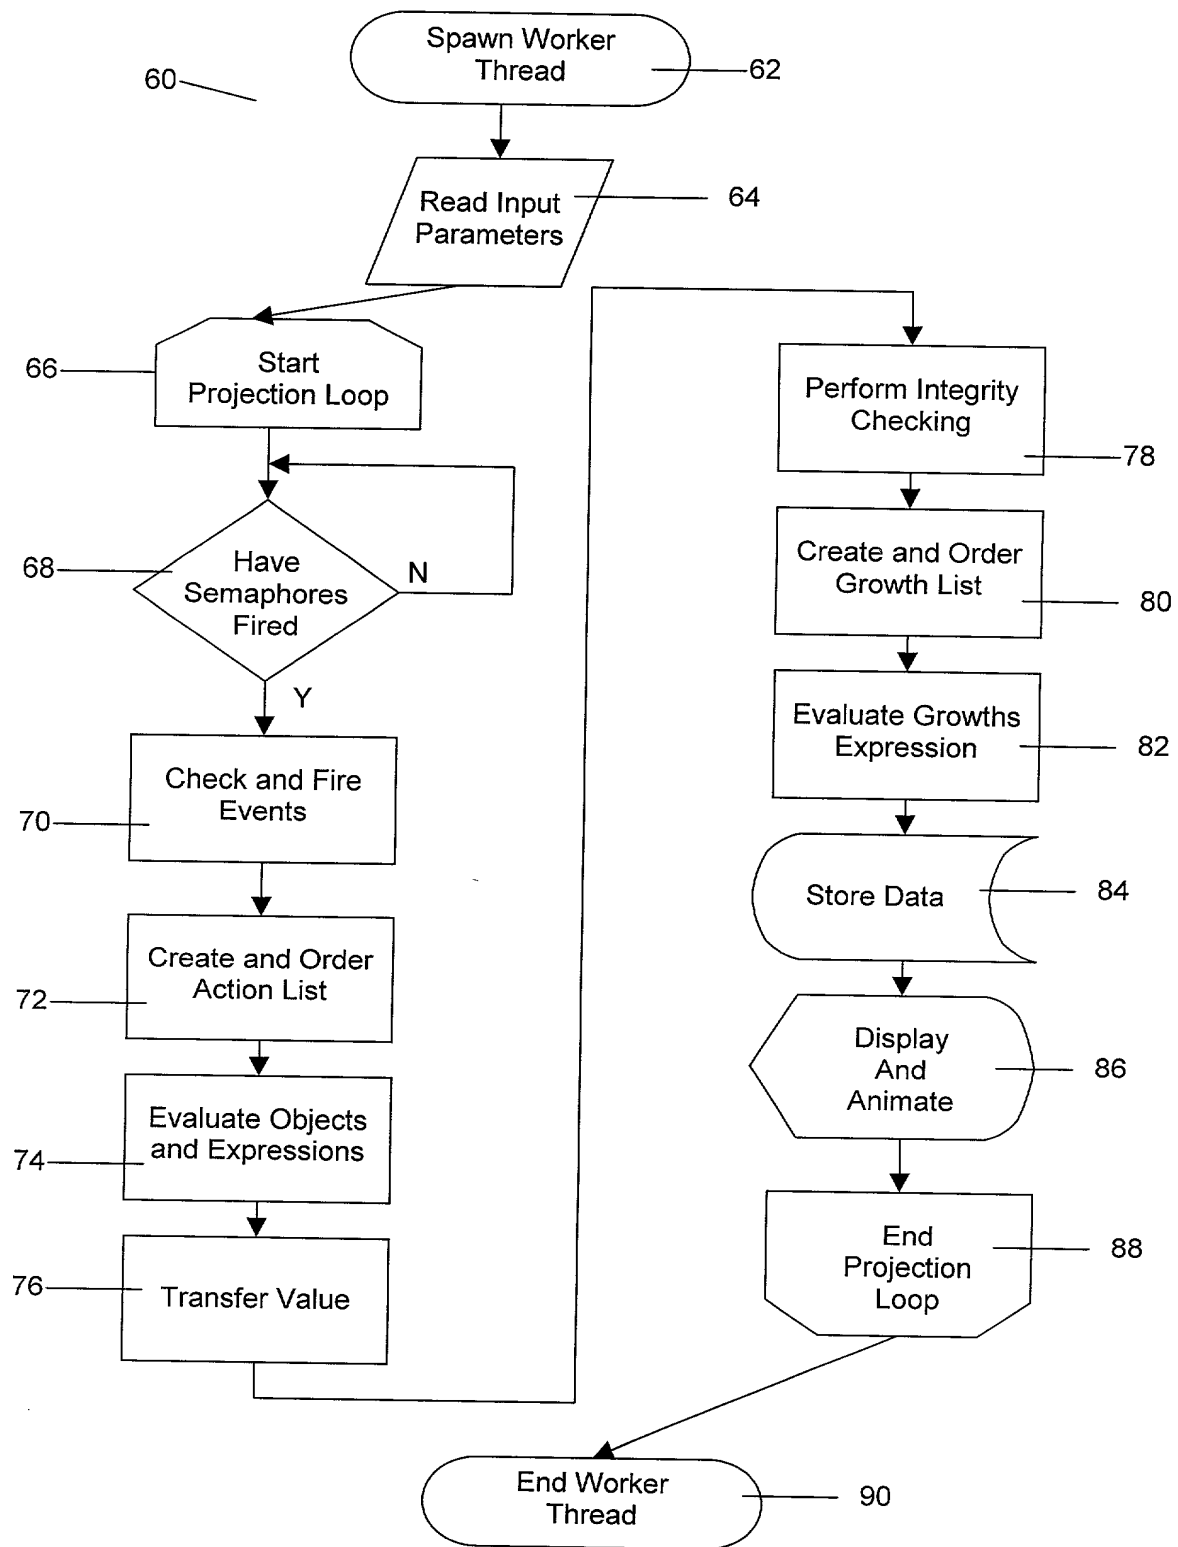 Spawn Worker
Thread
62
60
Read Input
Parameters
64
Start
Projection Loop
66
Have
Semaphores
Fired
68
N
Y
Check and Fire
Events
70
Create and Order
Action List
72
Evaluate Objects
and Expressions
74
Transfer Value
76
Perform Integrity
Checking
78
Create and Order
Growth List
80
Evaluate Growths
Expression
82
Store Data
84
Display
And
Animate
86
End
Projection
Loop
88
End Worker
Thread
90